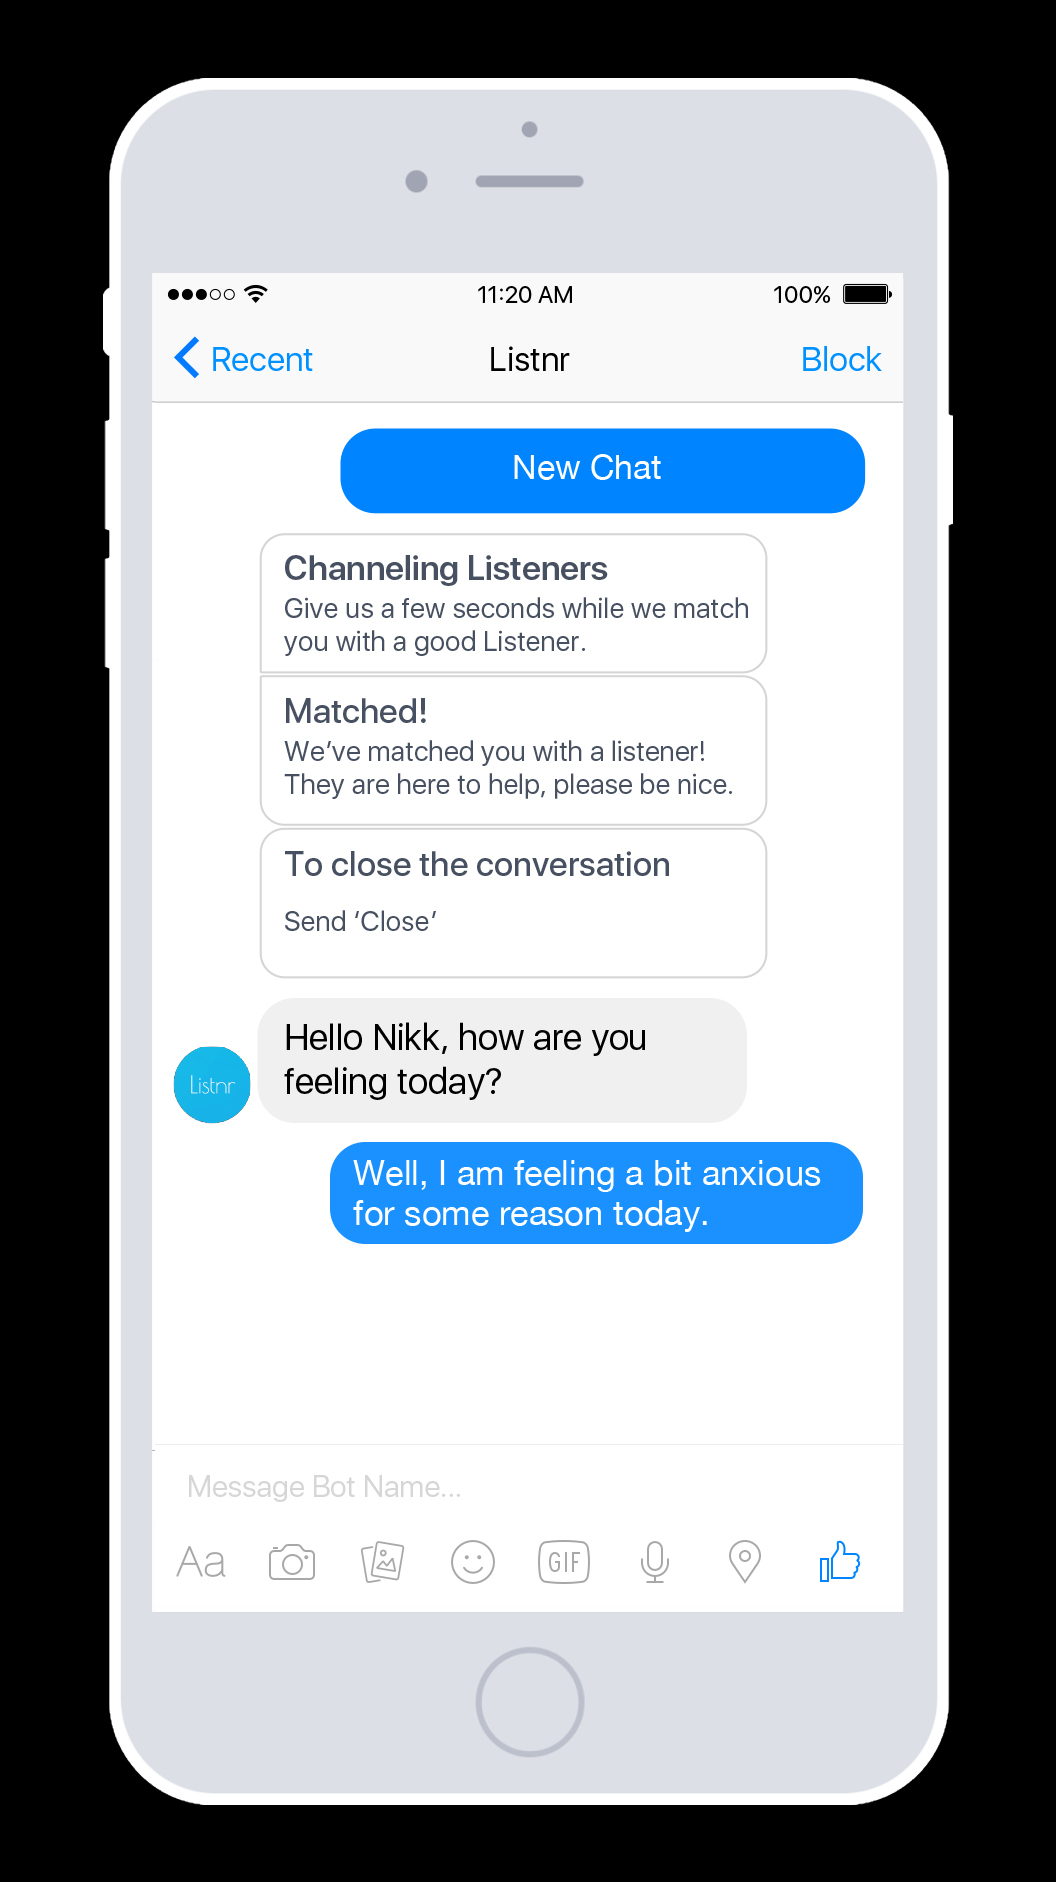 11:20 AM
100%
Recent
Listnr
Block
New Chat
Channeling Listeners
Give us a few seconds while we match
you with a good Listener.
Matched!
We’ve matched you with a listener!
They are here to help, please be nice.
To close the conversation
Send ‘Close’
Hello Nikk, how are you
feeling today?
Listnr
Well, I am feeling a bit anxious
for some reason today.
Message Bot Name...
Aa
GIF